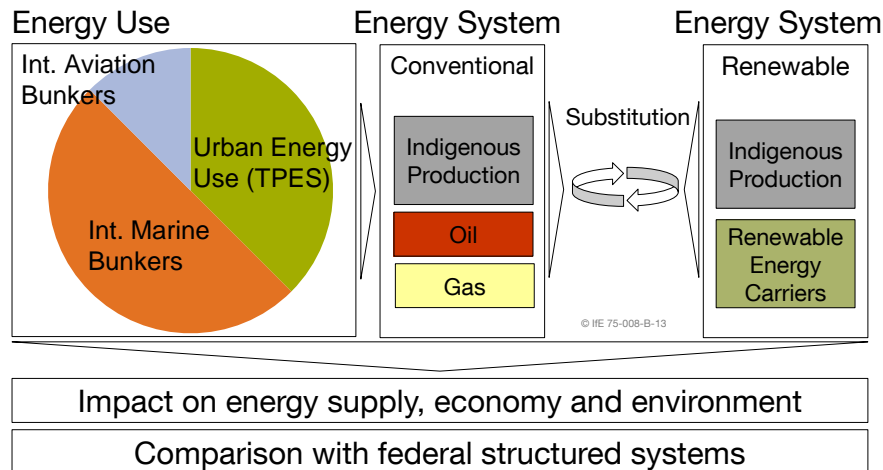 Energy Use
Energy System
Energy System
Int. Aviation
Bunkers
Urban Energy
Use (TPES)
Int. Marine
Bunkers
Conventional
Indigenous
Production
Oil
Gas
Substitution
© IfE 75-008-B-13
Renewable
Indigenous
Production
Renewable
Energy
Carriers
Impact on energy supply, economy and environment
Comparison with federal structured systems